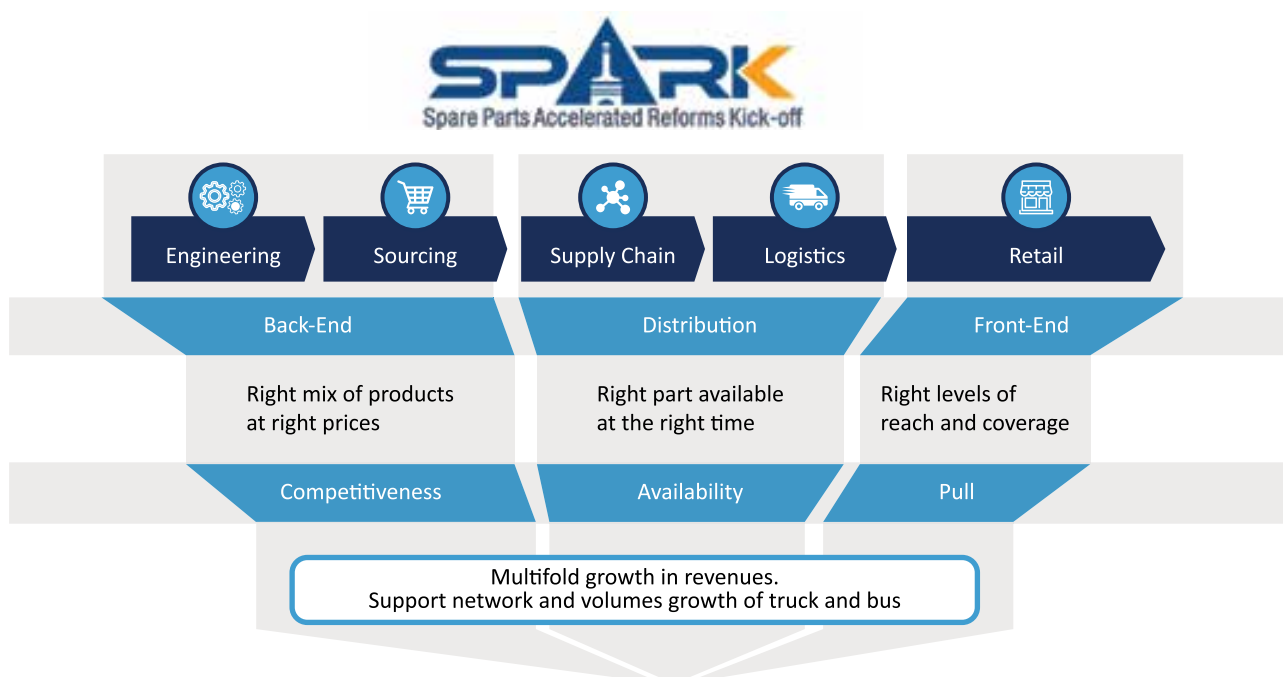 SPARK
Spare Parts Accelerated Reforms Kick-off
Engineering
Sourcing
Supply Chain
Logistics
Retail
Back-End
Distribution
Front-End
Right mix of products
at right prices
Right part available
at the right time
Right levels of
reach and coverage
Competitiveness
Availability
Pull
Multifold growth in revenues.
Support network and volumes growth of truck and bus